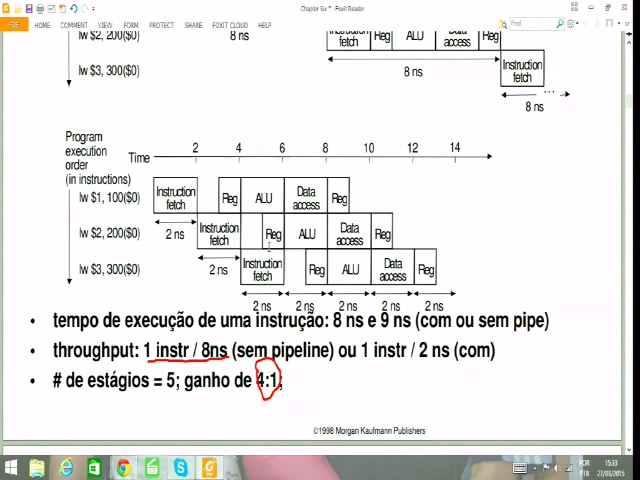 Chapter Six * - Foxit Reader
FILE HOME COMMENT VIEW FORM PROTECT SHARE FOXIT CLOUD HELP
Find
lw $2, 200($0) 8 ns fetch Reg ALU access Reg
lw $3, 300($0) 8 ns Instruction fetch
8 ns ...
Program
execution
order
(in instructions)
Time 2 4 6 8 10 12 14
lw $1, 100($0) Instruction fetch Reg ALU Data access Reg
lw $2, 200($0) 2 ns Instruction fetch Reg ALU Data access Reg
lw $3, 300($0) 2 ns Instruction fetch Reg ALU Data access Reg
2 ns 2 ns 2 ns 2 ns 2 ns
• tempo de execução de uma instrução: 8 ns e 9 ns (com ou sem pipe)
• throughput: 1 instr / 8ns (sem pipeline) ou 1 instr / 2 ns (com)
• # de estágios = 5; ganho de 4:1;
©1998 Morgan Kaufmann Publishers
POR 15:33
PTB 27/03/2015